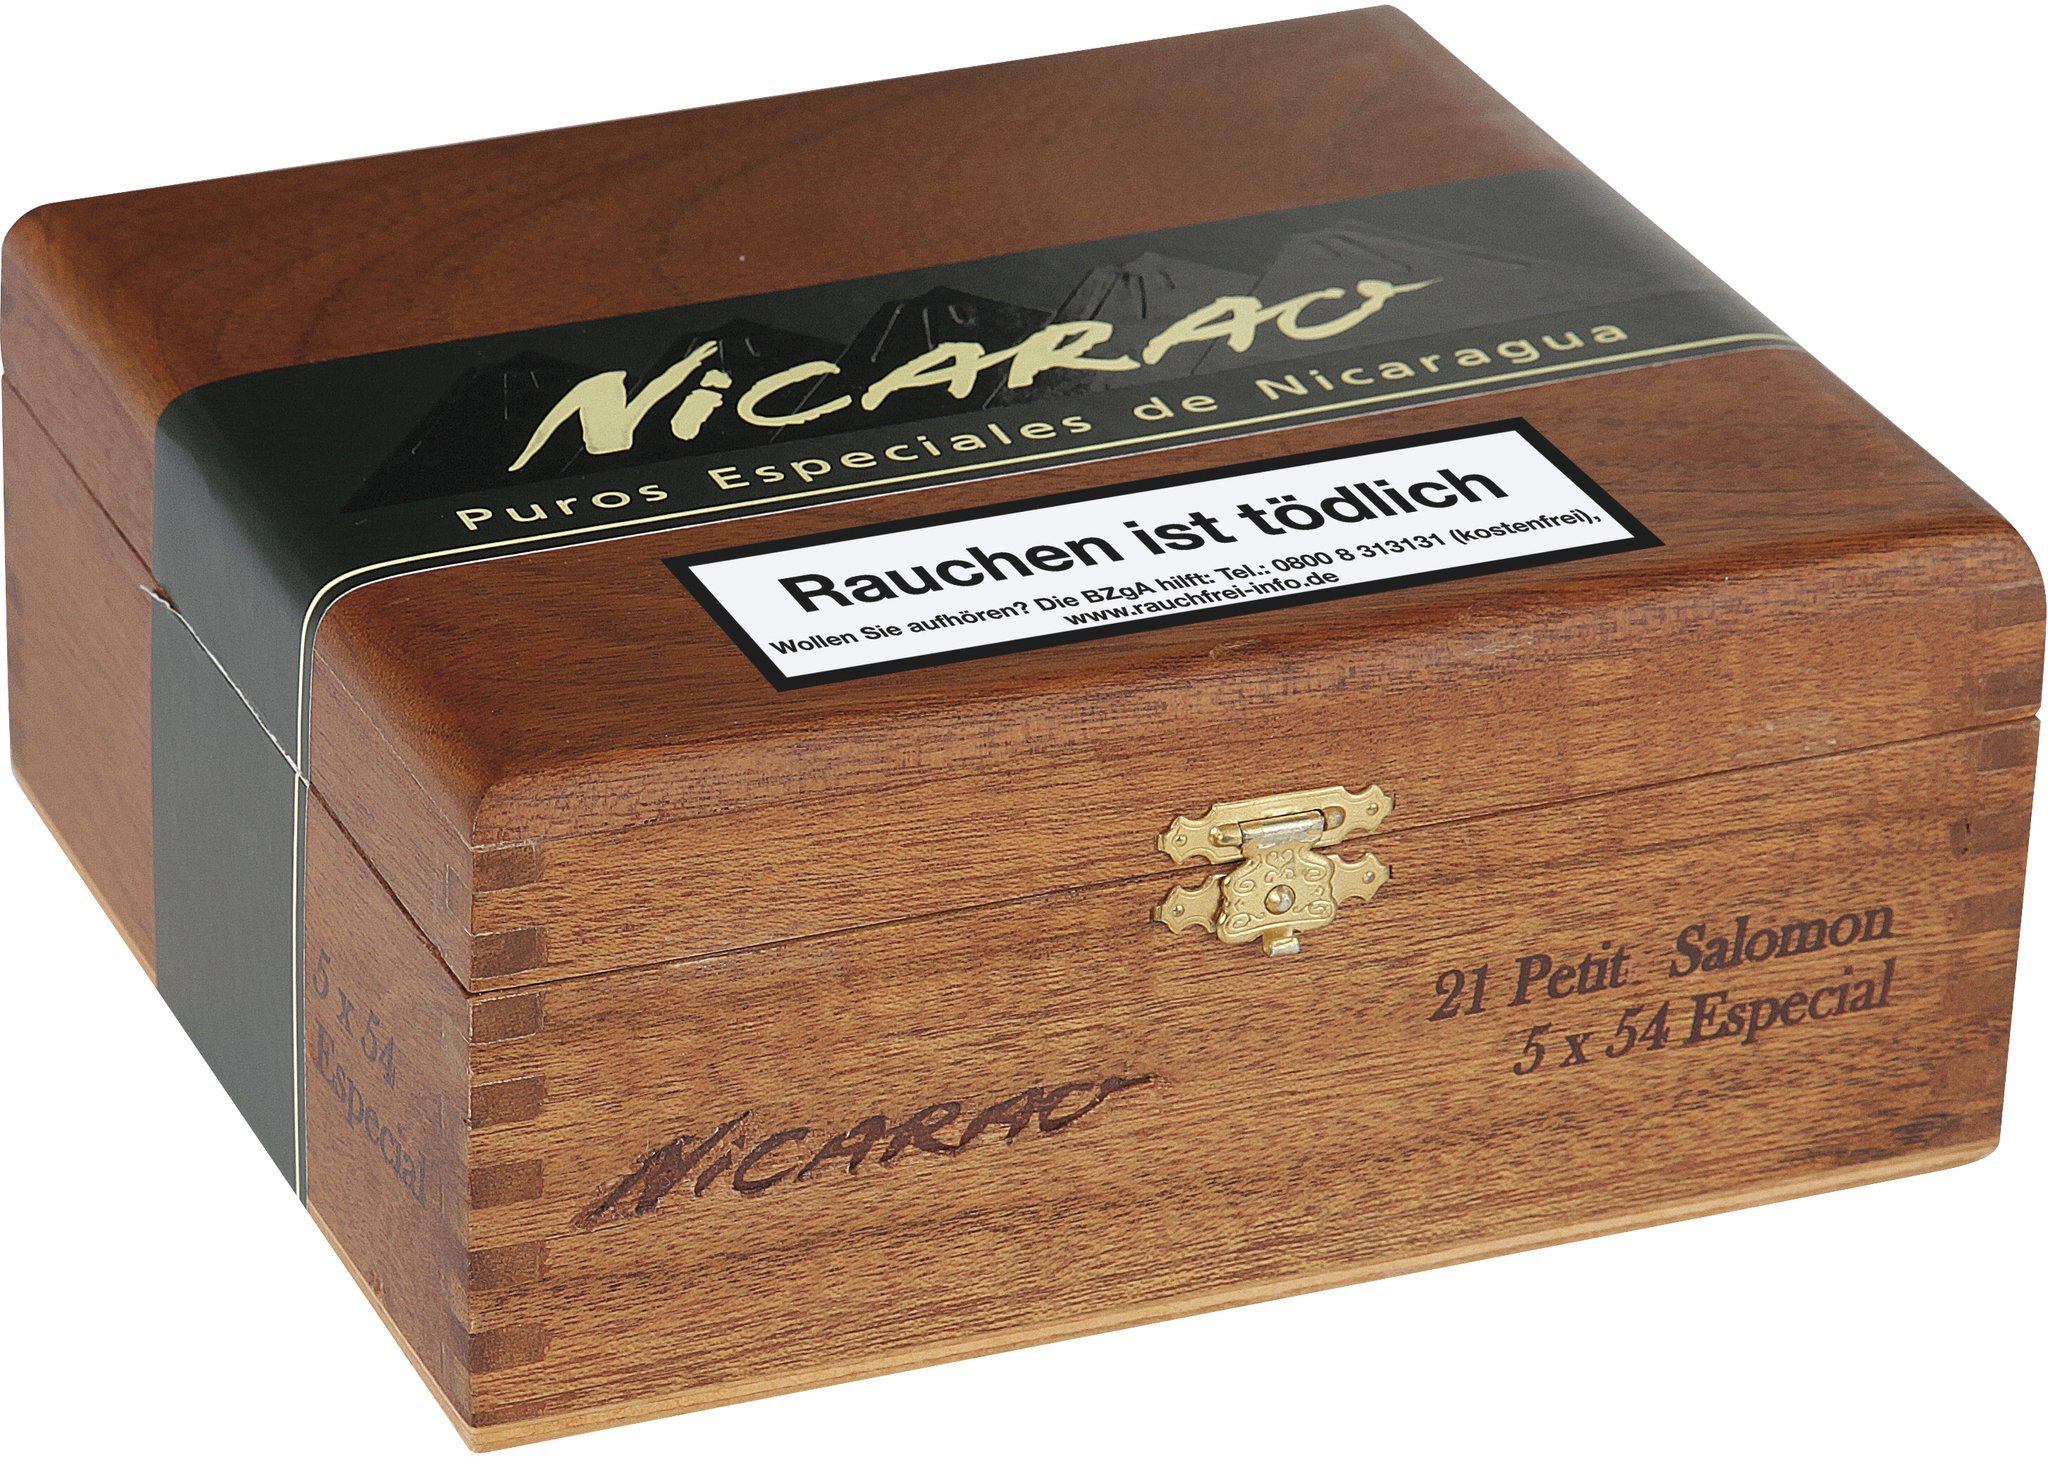 NiCARAO
Puros Especiales de Nicaragua
Rauchen ist tödlich
Wollen Sie aufhören? Die BZgA hilft: Tel.: 0800 8 313131 (kostenfrei),
www.rauchfrei-info.de
21 Petit Salomon
5 x 54 Especial
NiCARAO
5 x 54
Especial